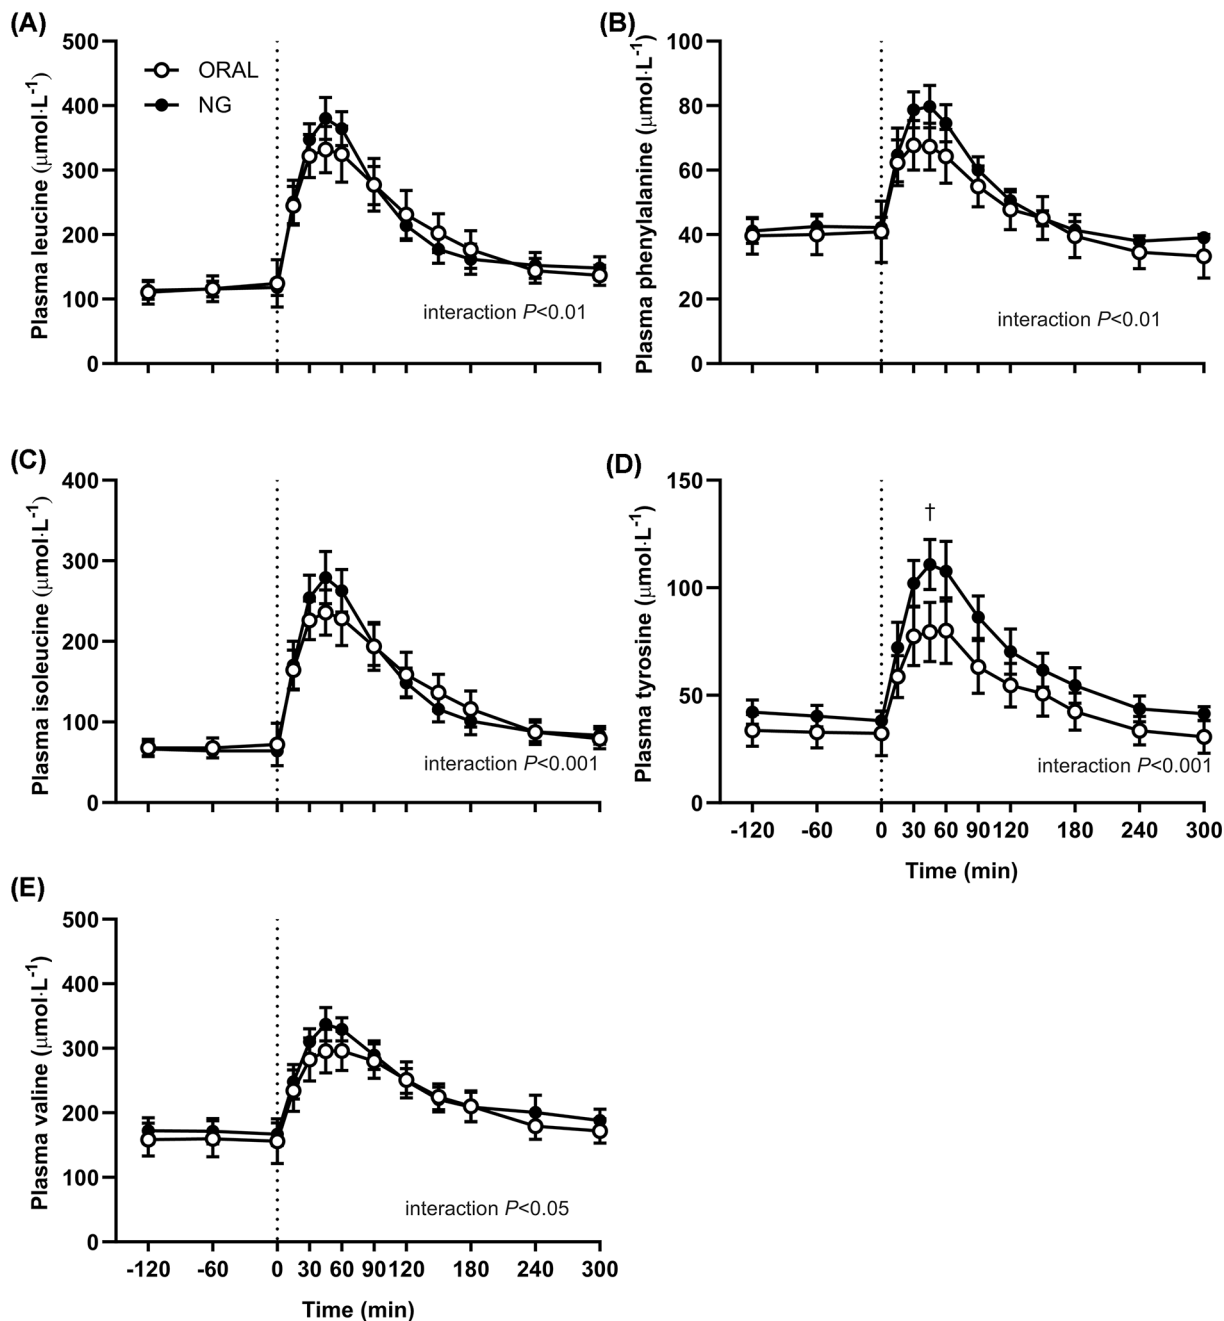 (A)
Plasma leucine (μmol·L⁻¹)
500
400
300
200
100
0
ORAL
NG
interaction P<0.01
(B)
Plasma phenylalanine (μmol·L⁻¹)
100
80
60
40
20
0
interaction P<0.01
(C)
Plasma isoleucine (μmol·L⁻¹)
400
300
200
100
0
interaction P<0.001
(D)
Plasma tyrosine (μmol·L⁻¹)
150
100
50
0
†
interaction P<0.001
-120 -60 0 30 60 90 120 180 240 300
Time (min)
(E)
Plasma valine (μmol·L⁻¹)
500
400
300
200
100
0
interaction P<0.05
-120 -60 0 30 60 90 120 180 240 300
Time (min)